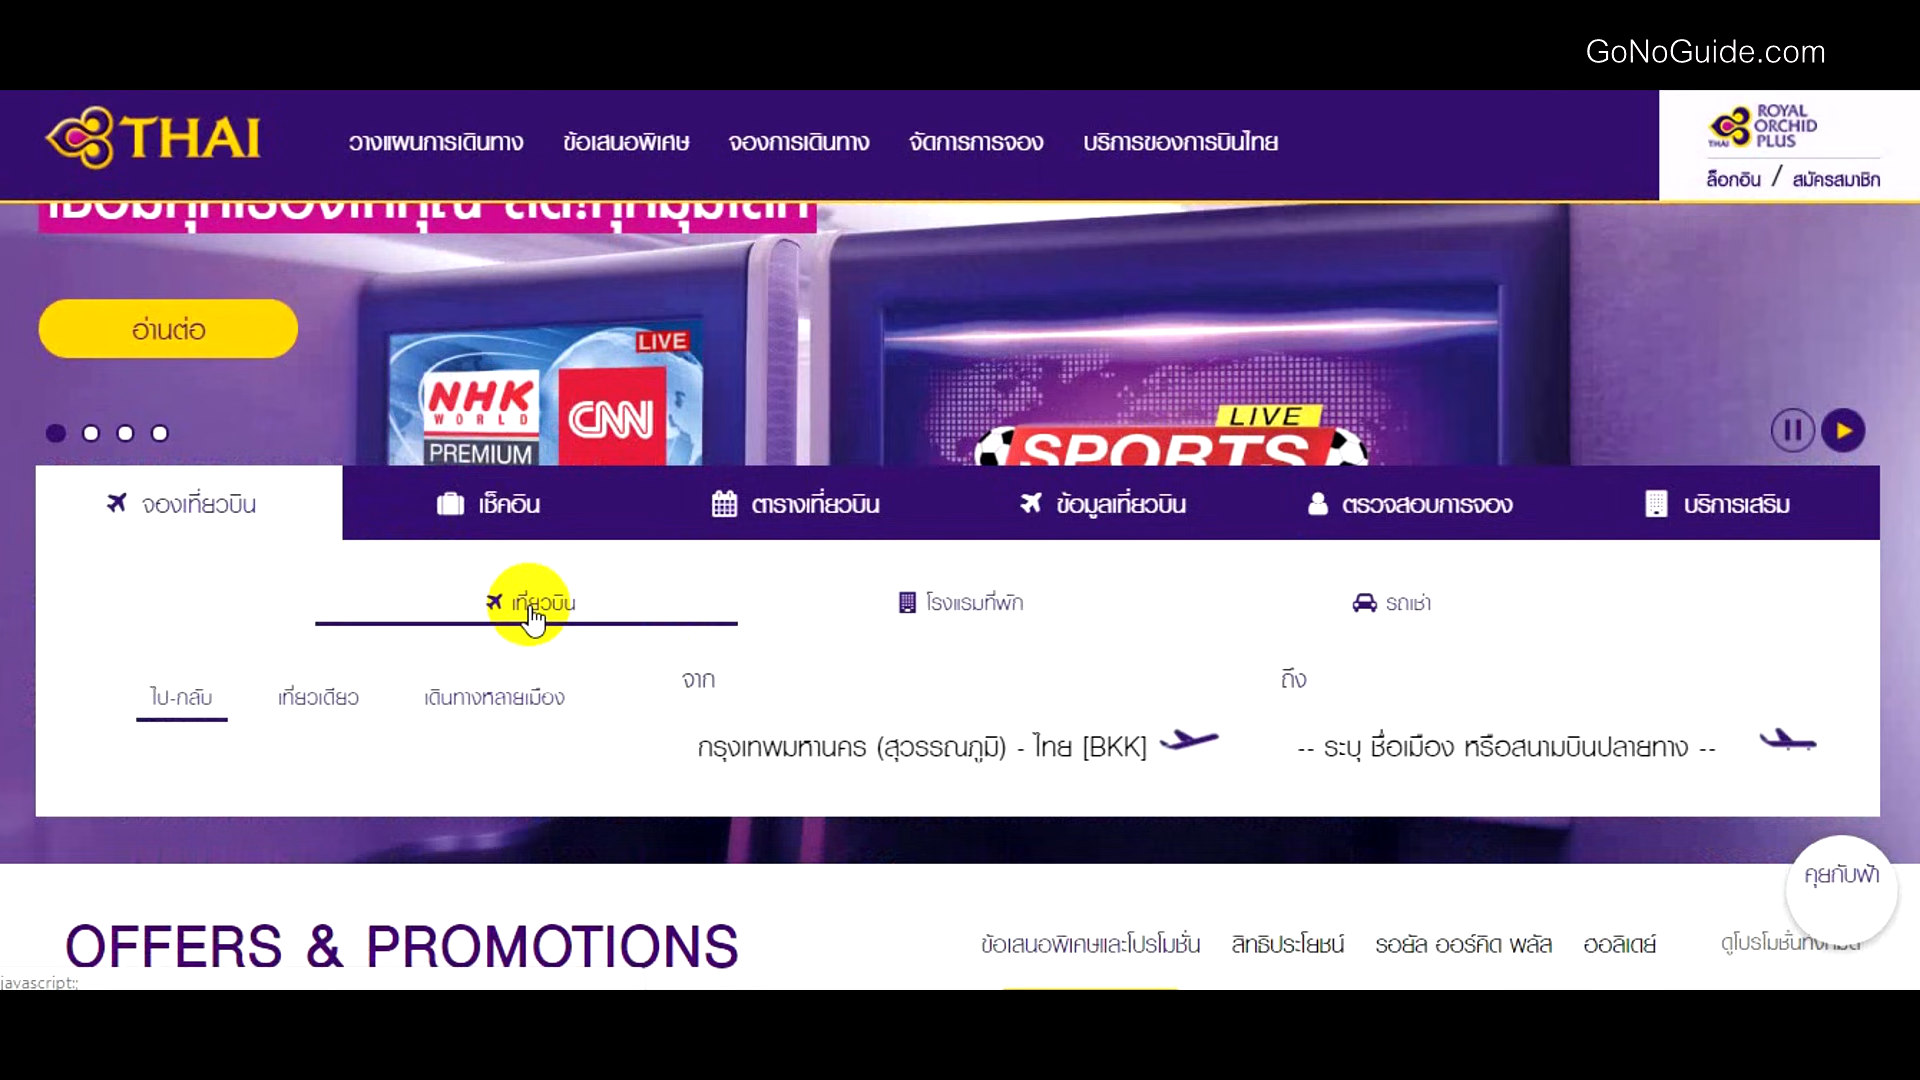 GoNoGuide.com
THAI
วางแผนการเดินทาง ข้อเสนอพิเศษ จองการเดินทาง จัดการการจอง บริการของการบินไทย
ROYAL
ORCHID
PLUS
THAI
ล็อกอิน / สมัครสมาชิก
อ่านต่อ
LIVE
NHK
WORLD
PREMIUM
CNN
LIVE
SPORTS
จองเที่ยวบิน เช็คอิน ตารางเที่ยวบิน ข้อมูลเที่ยวบิน ตรวจสอบการจอง บริการเสริม
เที่ยวบิน โรงแรมที่พัก รถเช่า
จาก ถึง
ไป-กลับ เที่ยวเดียว เดินทางหลายเมือง
กรุงเทพมหานคร (สุวรรณภูมิ) - ไทย [BKK] -- ระบุ ชื่อเมือง หรือสนามบินปลายทาง --
คุยกับฟ้า
OFFERS & PROMOTIONS
ข้อเสนอพิเศษและโปรโมชั่น สิทธิประโยชน์ รอยัล ออร์คิด พลัส ฮอลิเดย์ ดูโปรโมชั่นทั้งหมด
javascript:;